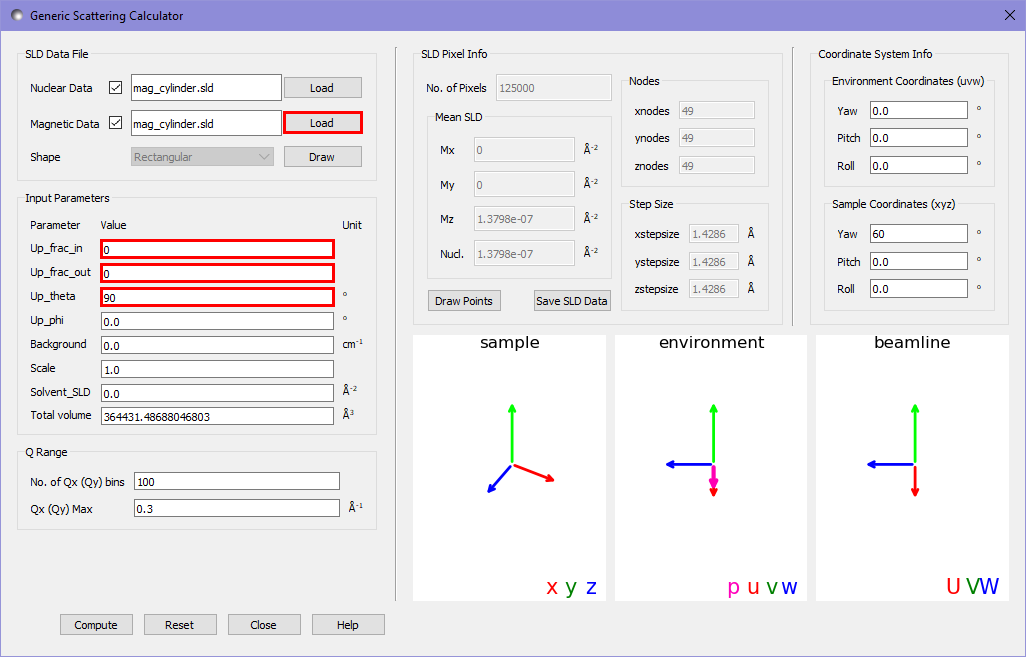 Generic Scattering Calculator
SLD Data File
Nuclear Data mag_cylinder.sld Load
Magnetic Data mag_cylinder.sld Load
Shape Rectangular Draw
Input Parameters
Parameter Value Unit
Up_frac_in 0
Up_frac_out 0
Up_theta 90 °
Up_phi 0.0 °
Background 0.0 cm⁻¹
Scale 1.0
Solvent_SLD 0.0 Å⁻²
Total volume 364431.48688046803 Å³
Q Range
No. of Qx (Qy) bins 100
Qx (Qy) Max 0.3 Å⁻¹
Compute Reset Close Help
SLD Pixel Info
No. of Pixels 125000
Mean SLD
Mx 0 Å⁻²
My 0 Å⁻²
Mz 1.3798e-07 Å⁻²
Nucl. 1.3798e-07 Å⁻²
Draw Points Save SLD Data
Nodes
xnodes 49
ynodes 49
znodes 49
Step Size
xstepsize 1.4286 Å
ystepsize 1.4286 Å
zstepsize 1.4286 Å
Coordinate System Info
Environment Coordinates (uvw)
Yaw 0.0 °
Pitch 0.0 °
Roll 0.0 °
Sample Coordinates (xyz)
Yaw 60 °
Pitch 0.0 °
Roll 0.0 °
sample
x y z
environment
p u v w
beamline
U V W